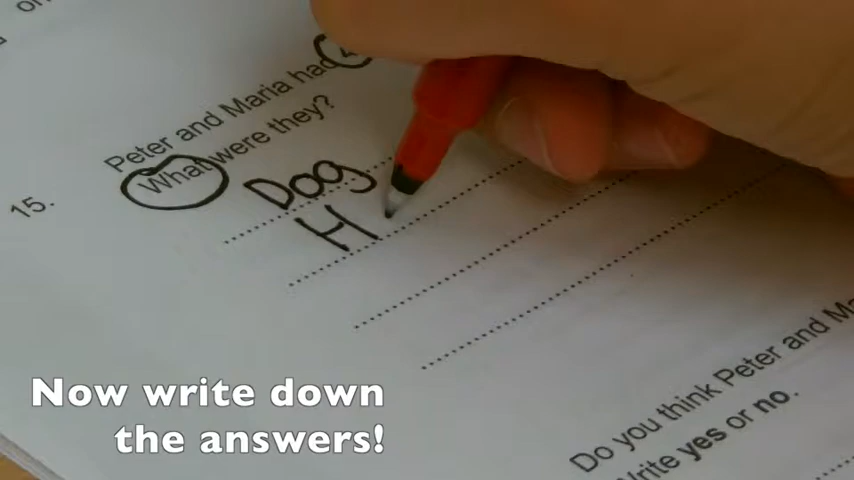 Peter and Maria had
What were they?
15.
Dog
H
Do you think Peter and
Write yes or no.
Now write down
the answers!